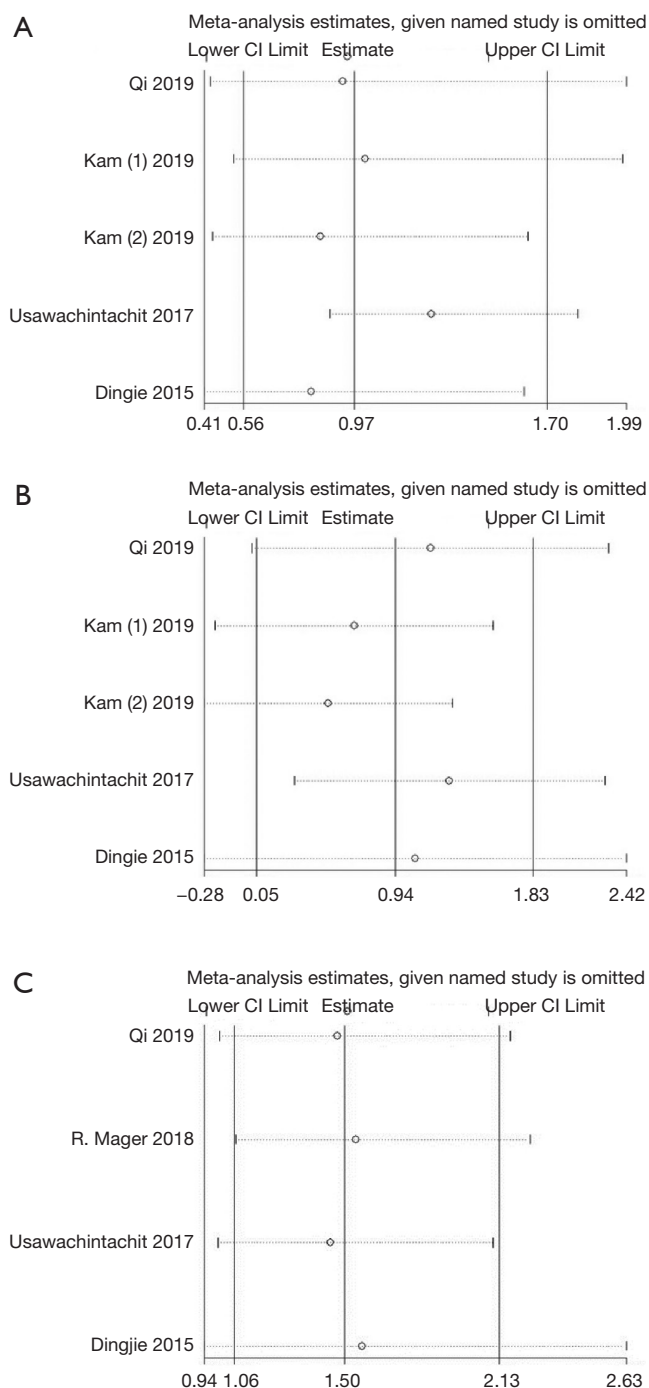 A
Meta-analysis estimates, given named study is omitted
Lower CI Limit Estimate Upper CI Limit
Qi 2019
Kam (1) 2019
Kam (2) 2019
Usawachintachit 2017
Dingie 2015
0.41 0.56 0.97 1.70 1.99
B
Meta-analysis estimates, given named study is omitted
Lower CI Limit Estimate Upper CI Limit
Qi 2019
Kam (1) 2019
Kam (2) 2019
Usawachintachit 2017
Dingie 2015
−0.28 0.05 0.94 1.83 2.42
C
Meta-analysis estimates, given named study is omitted
Lower CI Limit Estimate Upper CI Limit
Qi 2019
R. Mager 2018
Usawachintachit 2017
Dingjie 2015
0.94 1.06 1.50 2.13 2.63